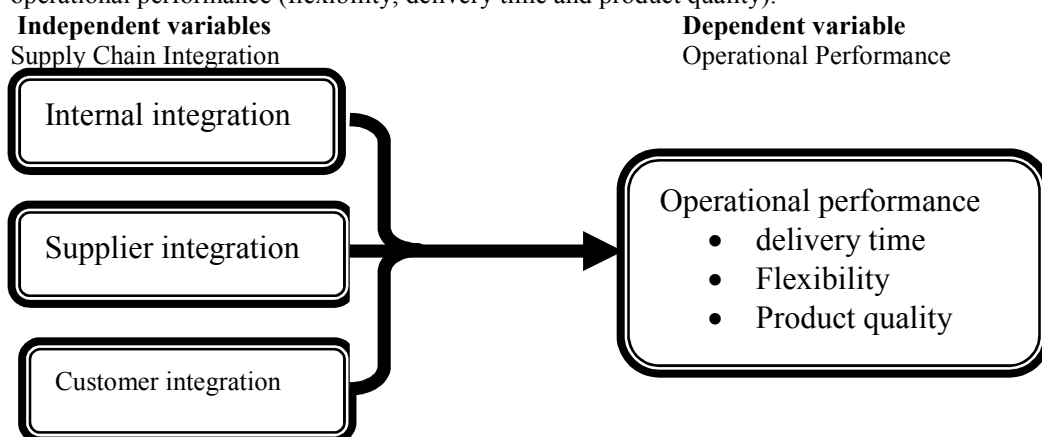 operational performance (flexibility, delivery time and product quality).
Independent variables Dependent variable
Supply Chain Integration Operational Performance
Internal integration
Supplier integration
Customer integration
Operational performance
• delivery time
• Flexibility
• Product quality